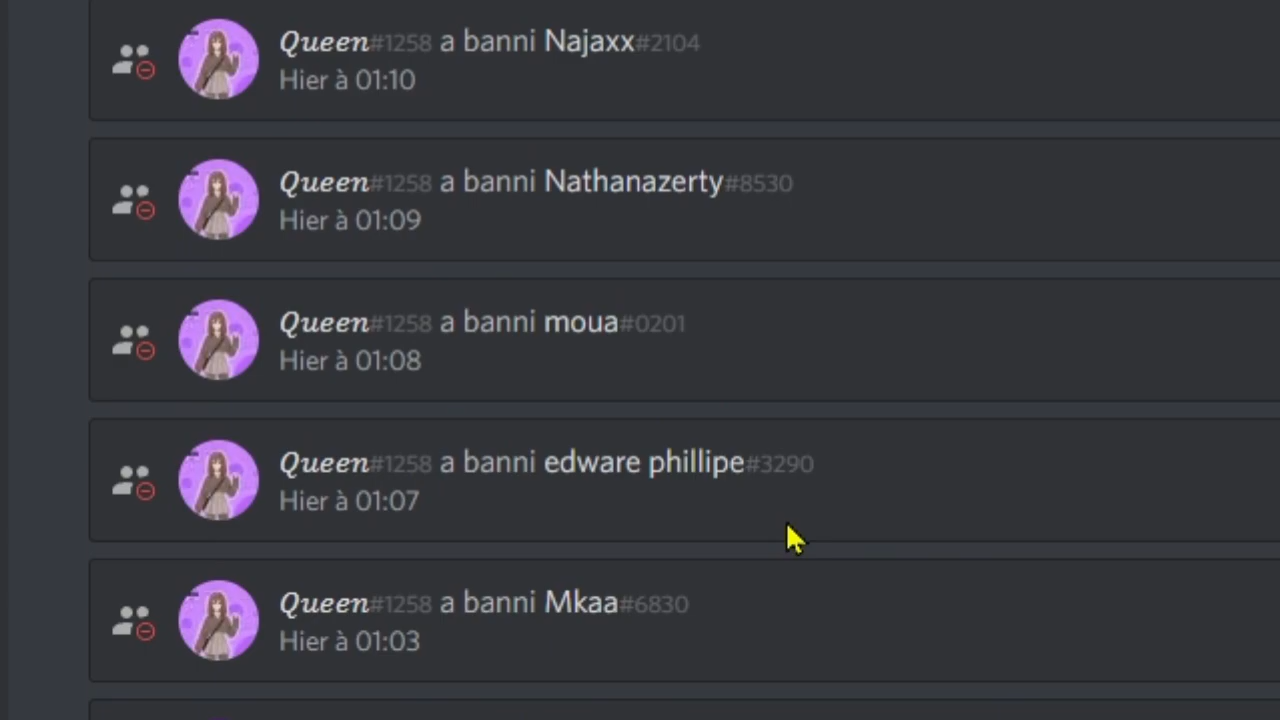 Queen#1258 a banni Najaxx#2104
Hier à 01:10
Queen#1258 a banni Nathanazerty#8530
Hier à 01:09
Queen#1258 a banni moua#0201
Hier à 01:08
Queen#1258 a banni edware phillipe#3290
Hier à 01:07
Queen#1258 a banni Mkaa#6830
Hier à 01:03